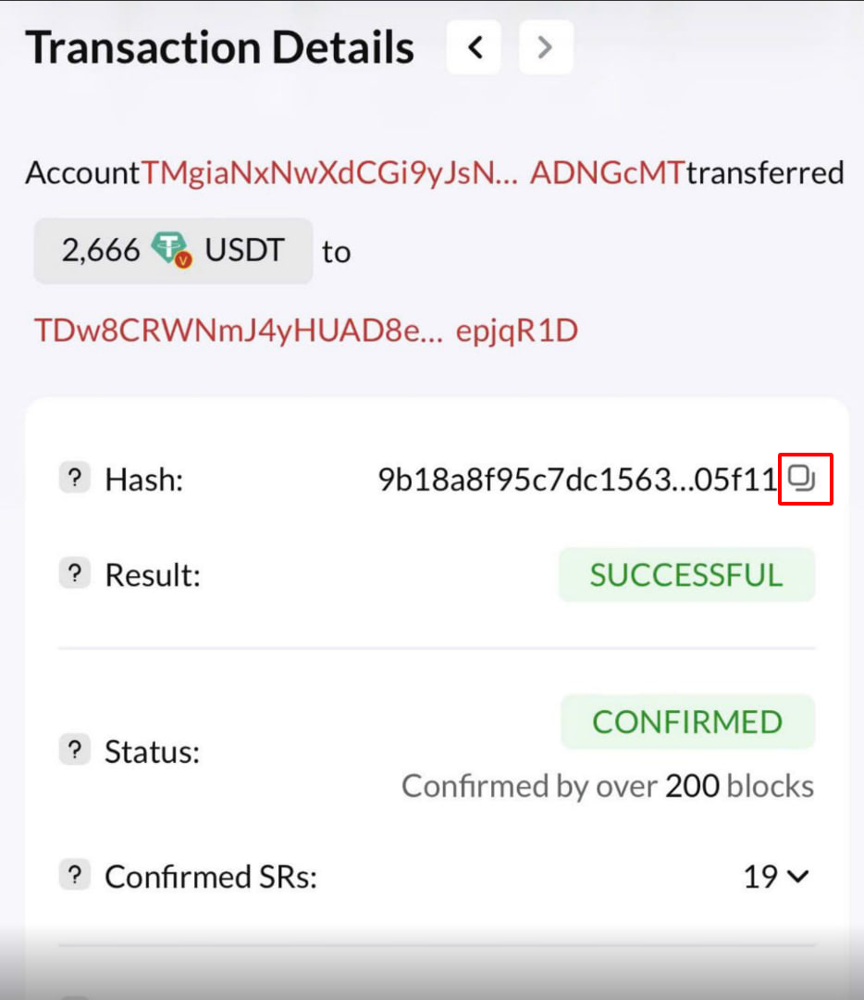 Transaction Details
AccountTMgiaNxNwXdCGi9yJsN... ADNGcMTtransferred
2,666 USDT to
TDw8CRWNmJ4yHUAD8e... epjqR1D
? Hash: 9b18a8f95c7dc1563...05f11
? Result: SUCCESSFUL
CONFIRMED
? Status:
Confirmed by over 200 blocks
? Confirmed SRs: 19